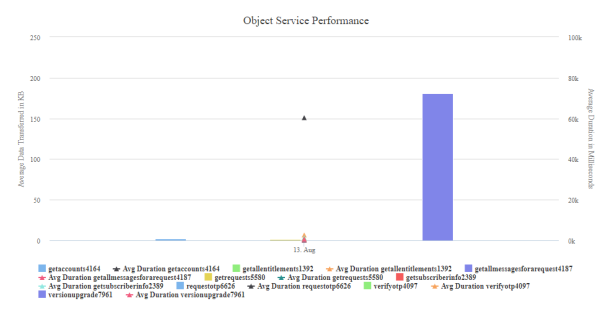 Object Service Performance
250
100k
200
80k
150
60k
100
40k
50
20k
0
0k
Average Data Transferred in KB
Average Duration in Milliseconds
13. Aug
getaccounts4164 Avg Duration getaccounts4164 getallentitlements1392 Avg Duration getallentitlements1392 getallmessagesforarequest4187
Avg Duration getallmessagesforarequest4187 getrequests5580 Avg Duration getrequests5580 getsubscriberinfo2389
Avg Duration getsubscriberinfo2389 requestotp6626 Avg Duration requestotp6626 verifyotp4097 Avg Duration verifyotp4097
versionupgrade7961 Avg Duration versionupgrade7961